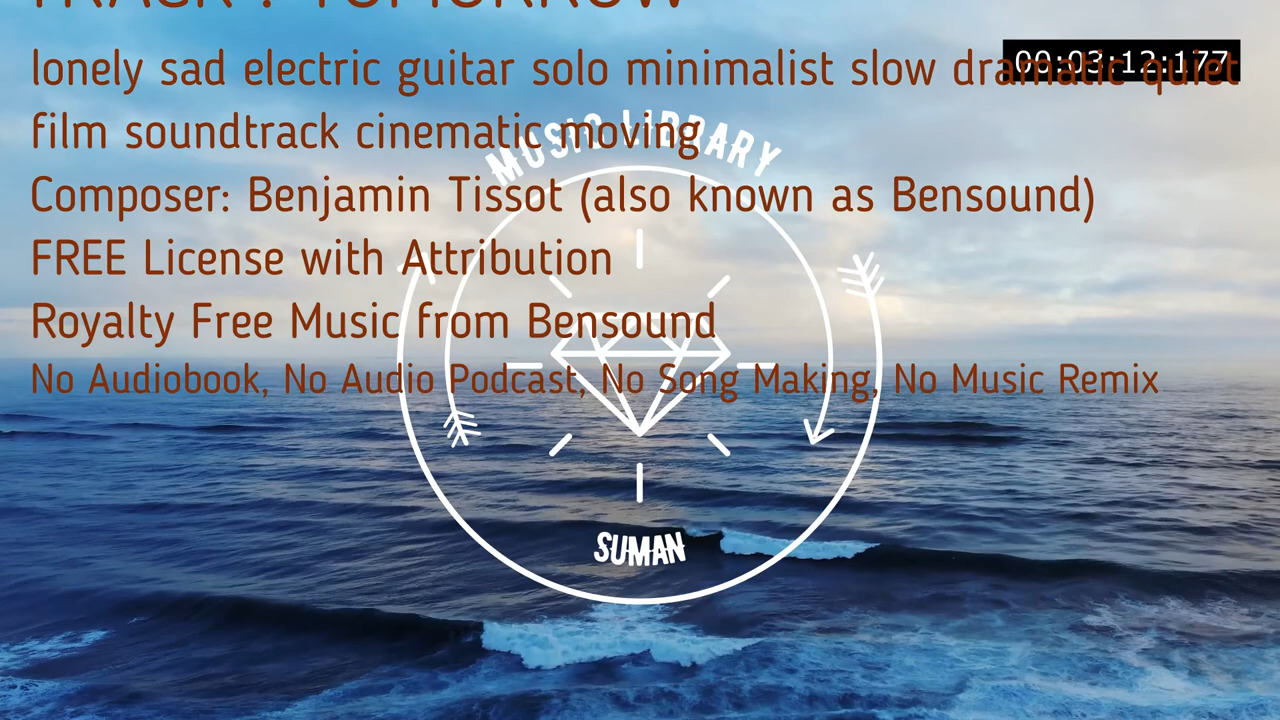 TRACK : TOMORROW
lonely sad electric guitar solo minimalist slow dramatic quiet
00:03:12:177
film soundtrack cinematic moving
MUSIC LIBRARY
Composer: Benjamin Tissot (also known as Bensound)
FREE License with Attribution
Royalty Free Music from Bensound
No Audiobook, No Audio Podcast, No Song Making, No Music Remix
SUMAN